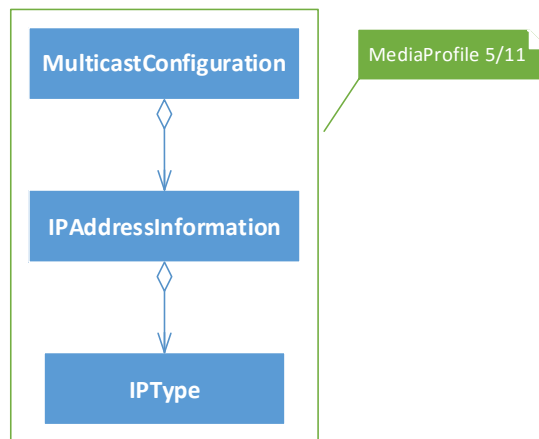 MulticastConfiguration
MediaProfile 5/11
IPAddressInformation
IPType